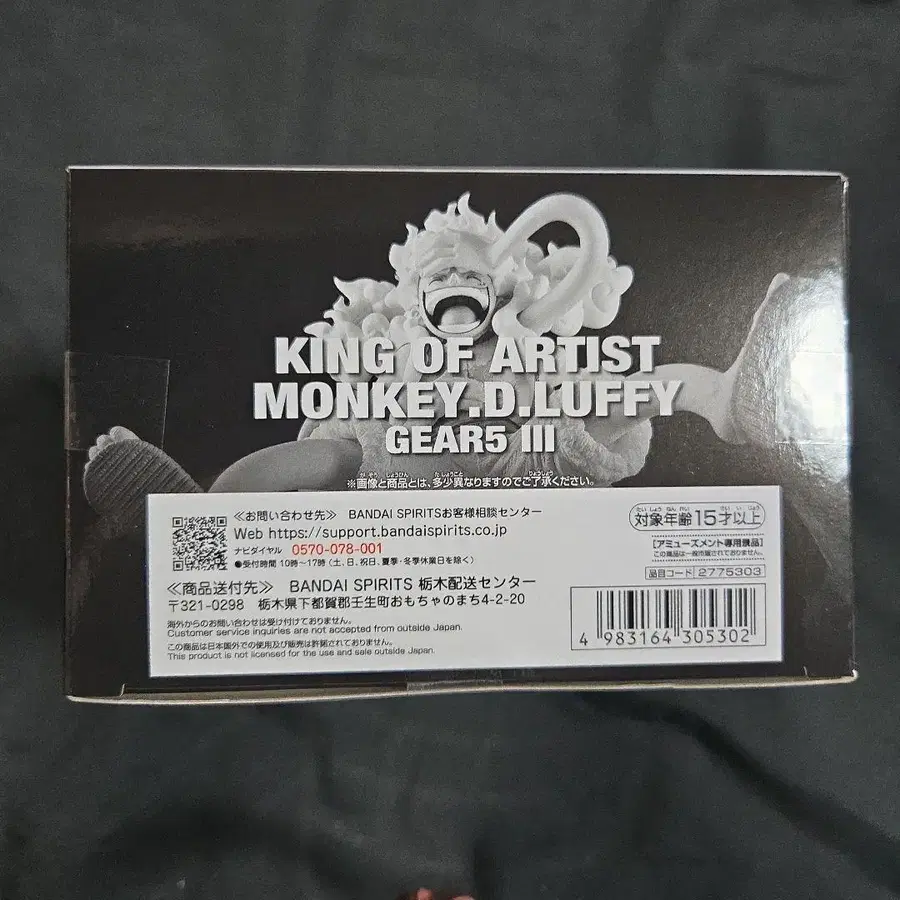 KING OF ARTIST
MONKEY.D.LUFFY
GEAR5 III
※画像と商品とは、多少異なりますのでご了承ください。
≪お問い合わせ先≫ BANDAI SPIRITSお客様相談センター
Web https://support.bandaispirits.co.jp
ナビダイヤル 0570-078-001
●受付時間 10時〜17時(土、日、祝日、夏季・冬季休業日を除く)
≪商品送付先≫ BANDAI SPIRITS 栃木配送センター
〒321-0298 栃木県下都賀郡壬生町おもちゃのまち4-2-20
海外からのお問い合わせは受け付けておりません。
Customer service inquiries are not accepted from outside Japan.
この商品は日本国外での使用及び販売は許諾されておりません。
This product is not licensed for the use and sale outside Japan.
対象年齢15才以上
[アミューズメント専用景品]
この商品は一般市販されておりません。
品目コード 2775303
4 983164 305302